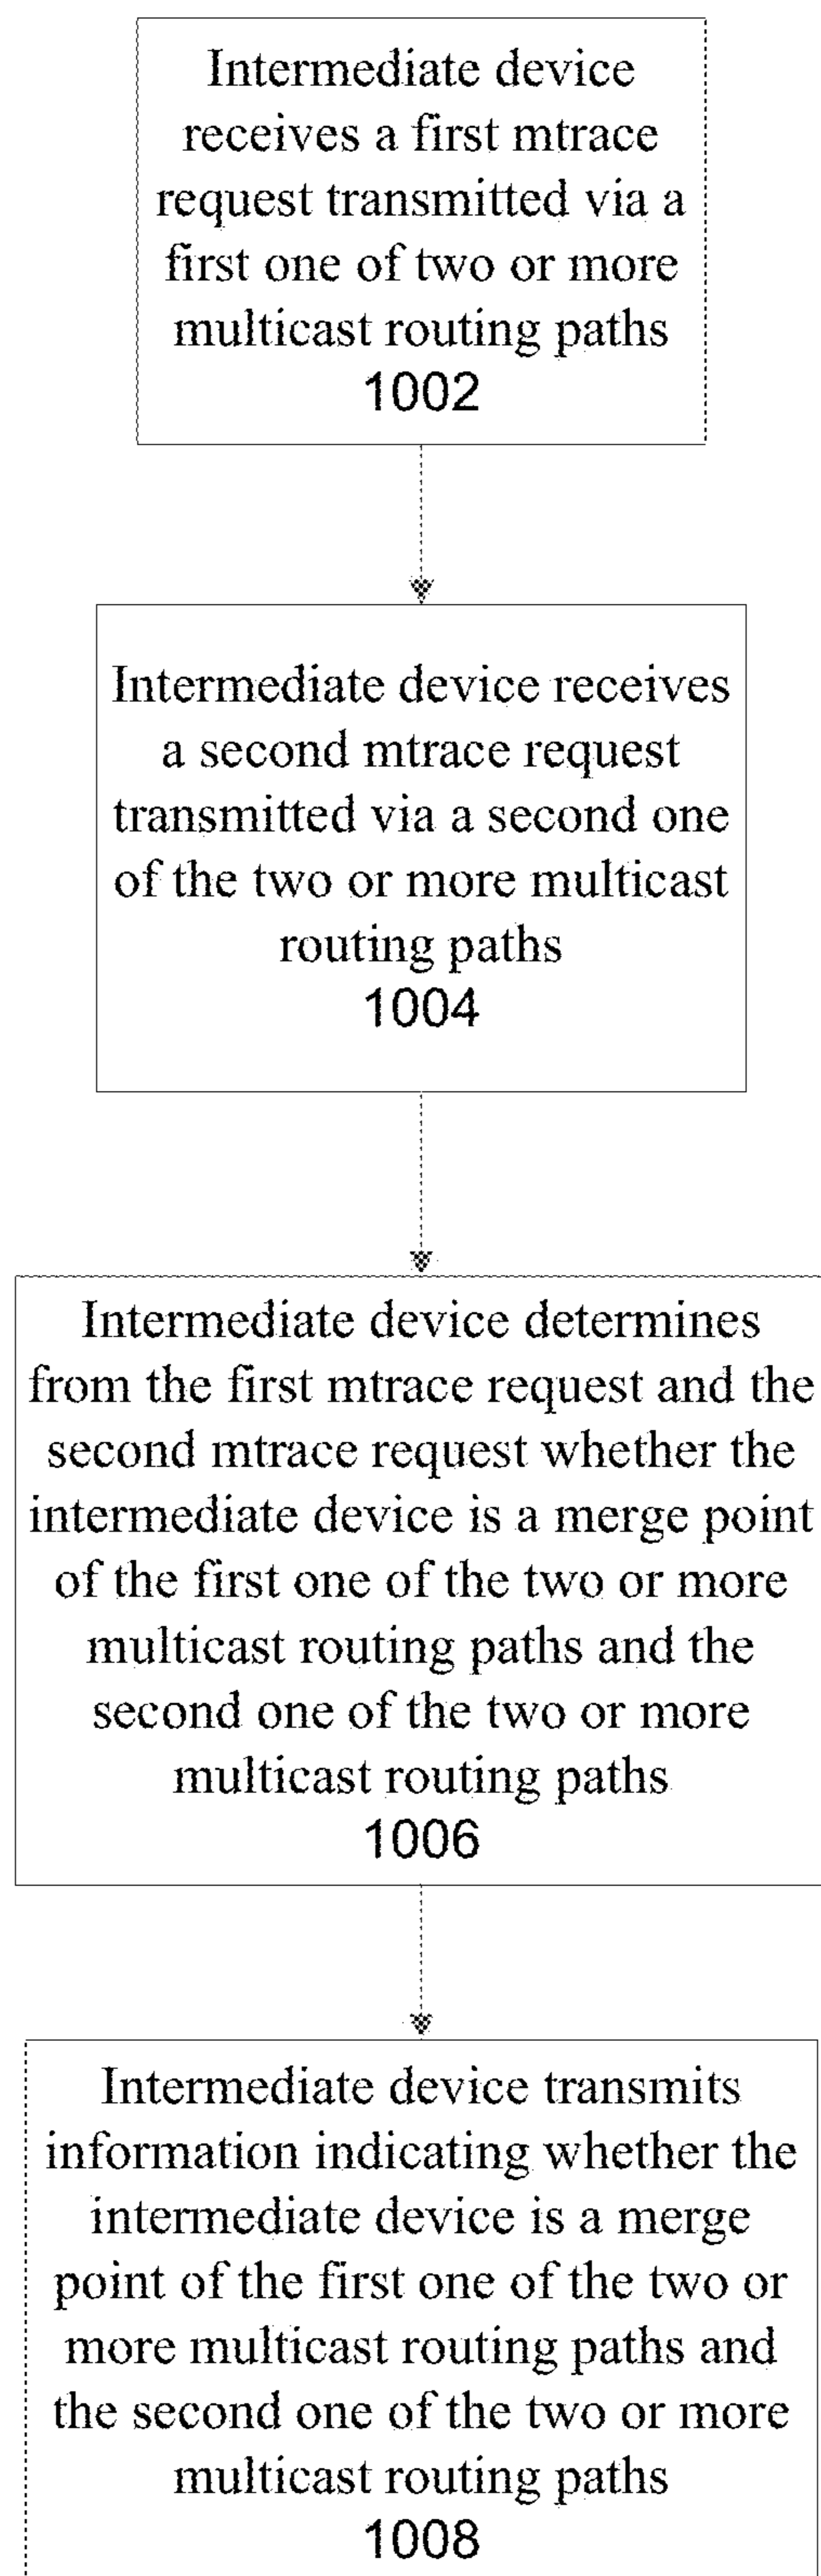 Intermediate device
receives a first mtrace
request transmitted via a
first one of two or more
multicast routing paths
1002
Intermediate device receives
a second mtrace request
transmitted via a second one
of the two or more multicast
routing paths
1004
Intermediate device determines
from the first mtrace request and the
second mtrace request whether the
intermediate device is a merge point
of the first one of the two or more
multicast routing paths and the
second one of the two or more
multicast routing paths
1006
Intermediate device transmits
information indicating whether the
intermediate device is a merge
point of the first one of the two or
more multicast routing paths and
the second one of the two or more
multicast routing paths
1008